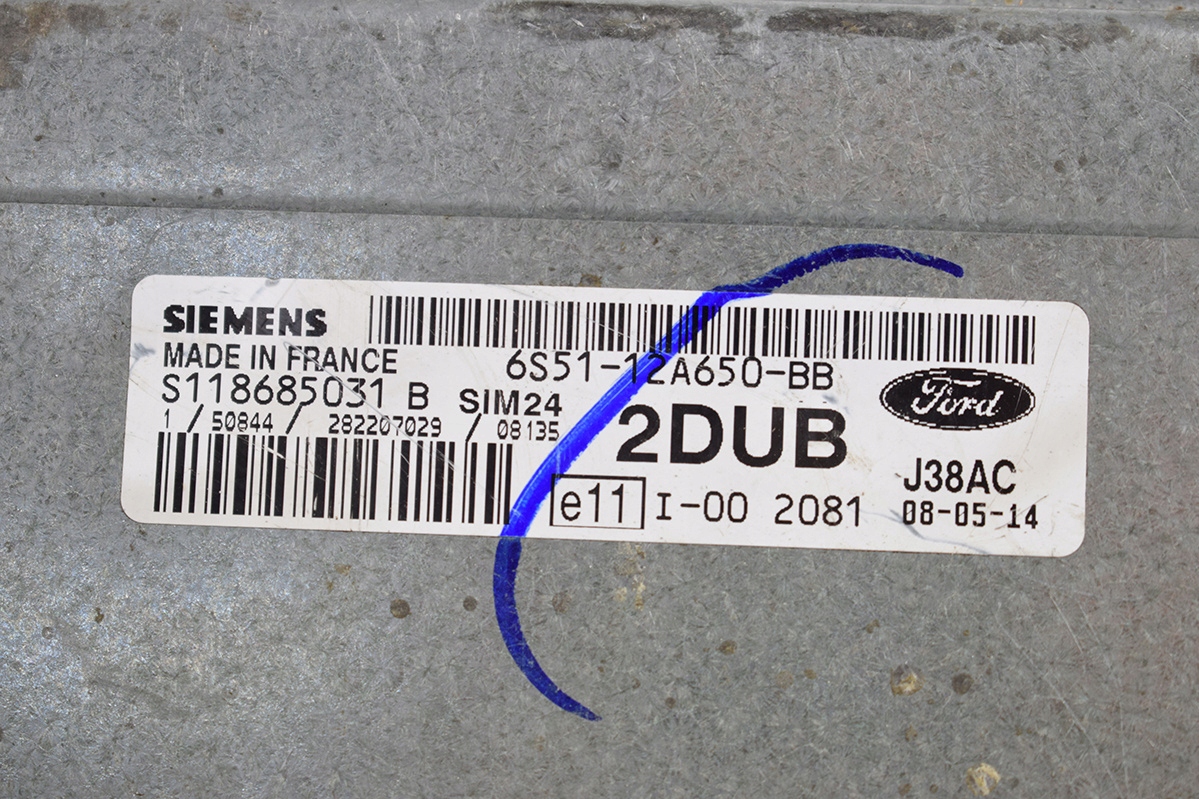 SIEMENS
MADE IN FRANCE
S118685031 B SIM24
1 / 50844 / 282207029 / 08135
6S51-12A650-BB
2DUB
e11 I-00 2081
Ford
J38AC
08-05-14